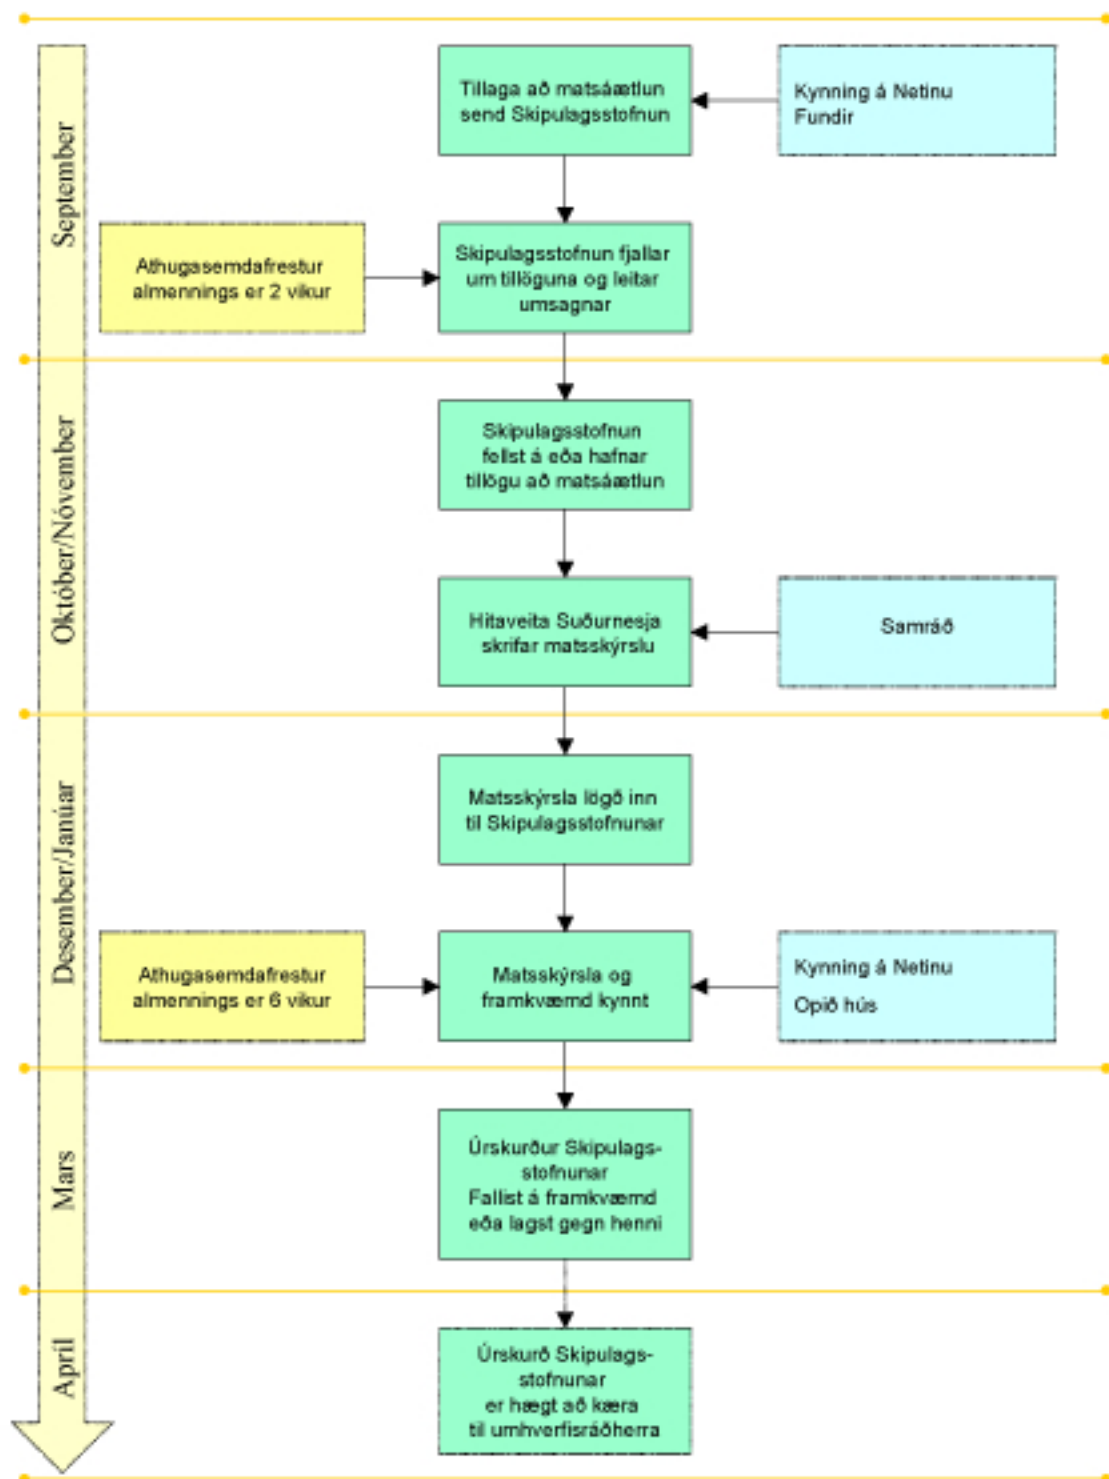 September
Tillaga að matsáætlun
send Skipulagsstofnun
Kynning á Netinu
Fundir
Athugasemdafrestur
almennings er 2 vikur
Skipulagsstofnun fjallar
um tillöguna og leitar
umsagnar
Október/Nóvember
Skipulagsstofnun
fellst á eða hafnar
tillögu að matsáætlun
Hitaveita Suðurnesja
skrifar matsskýrslu
Samráð
Desember/Janúar
Matsskýrsla lögð inn
til Skipulagsstofnunar
Athugasemdafrestur
almennings er 6 vikur
Matsskýrsla og
framkvæmd kynnt
Kynning á Netinu
Opið hús
Mars
Úrskurður Skipulags-
stofnunar
Fallist á framkvæmd
eða lagst gegn henni
Apríl
Úrskurð Skipulags-
stofnunar
er hægt að kæra
til umhverfisráðherra